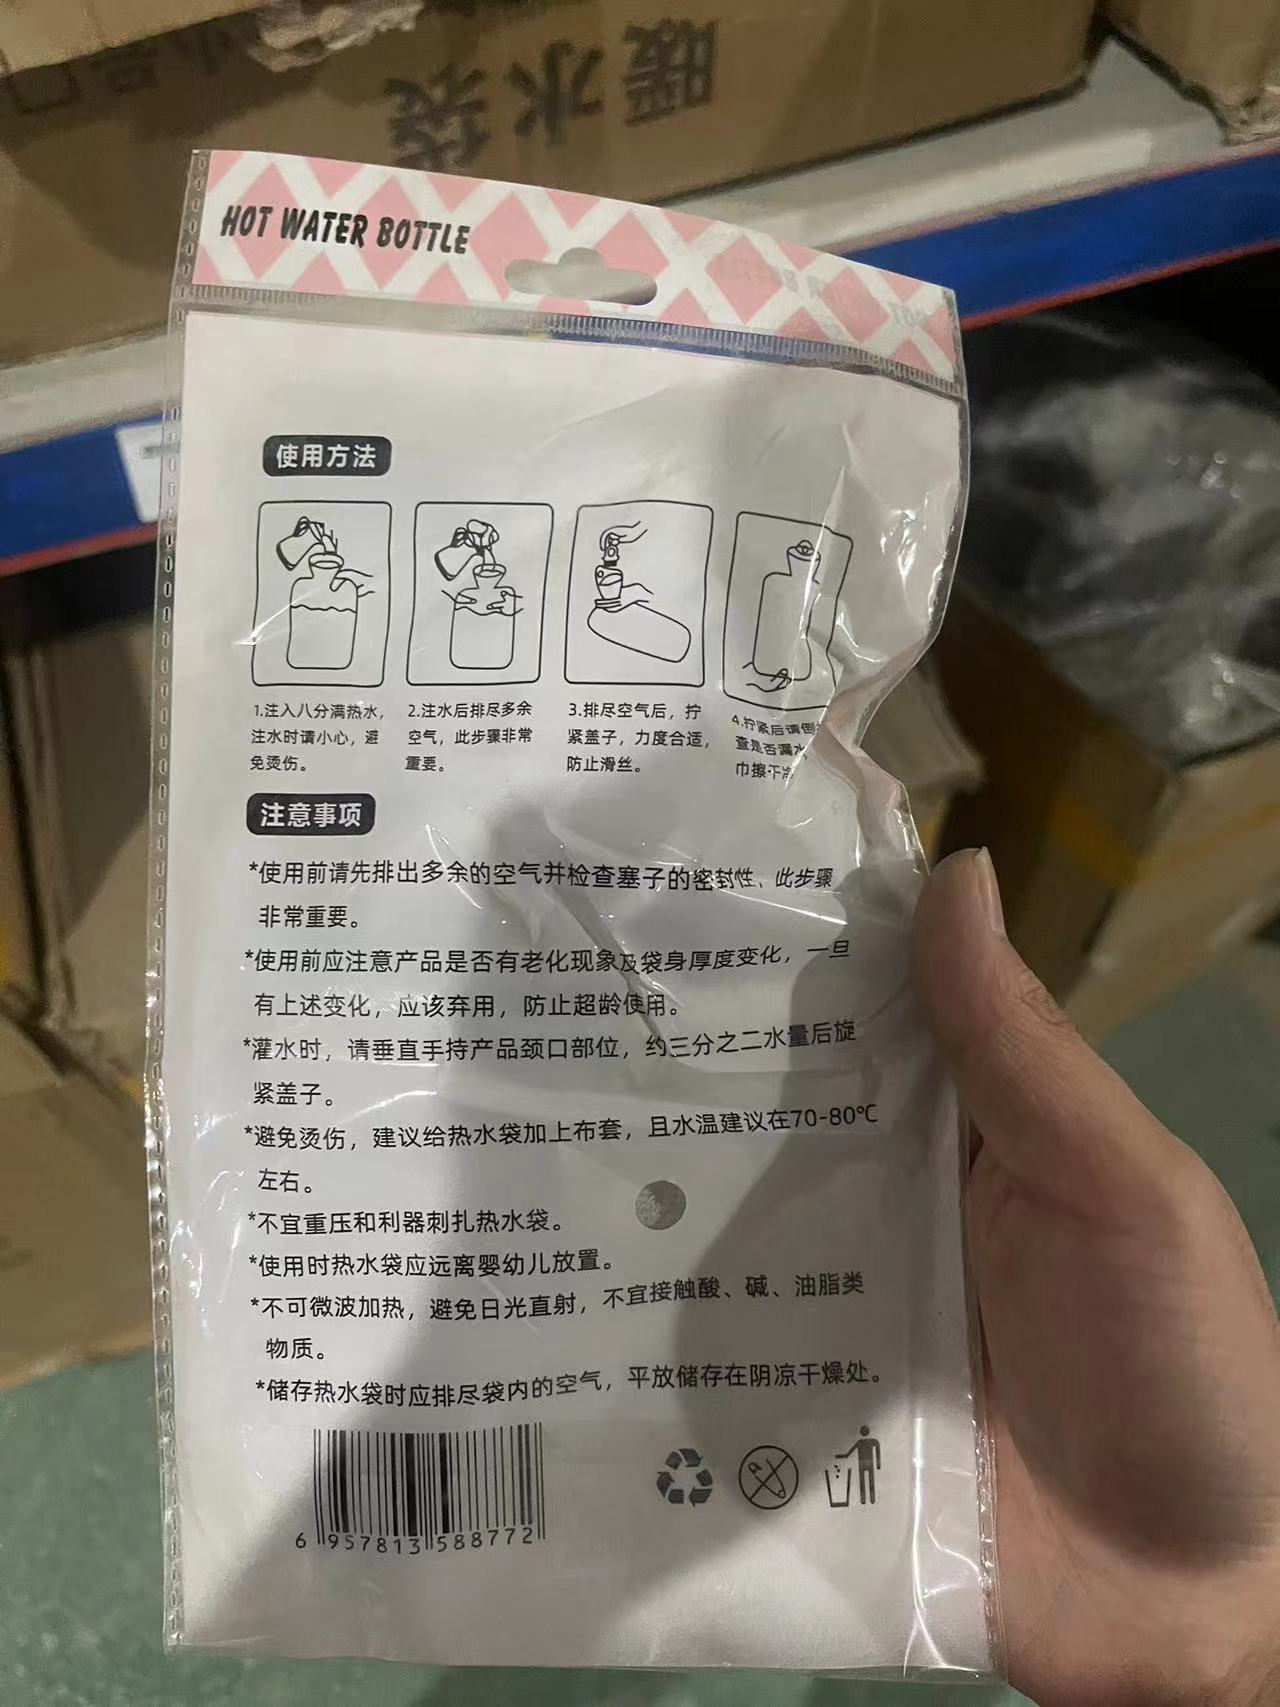 暖水袋
HOT WATER BOTTLE
使用方法
1.注入八分满热水，
注水时请小心，避
免烫伤。
2.注水后排尽多余
空气，此步骤非常
重要。
3.排尽空气后，拧
紧盖子，力度合适，
防止滑丝。
4.拧紧后请倒
查是否漏水
巾擦干净
注意事项
*使用前请先排出多余的空气并检查塞子的密封性，此步骤
非常重要。
*使用前应注意产品是否有老化现象及袋身厚度变化，一旦
有上述变化，应该弃用，防止超龄使用。
*灌水时，请垂直手持产品颈口部位，约三分之二水量后旋
紧盖子。
*避免烫伤，建议给热水袋加上布套，且水温建议在70-80℃
左右。
*不宜重压和利器刺扎热水袋。
*使用时热水袋应远离婴幼儿放置。
*不可微波加热，避免日光直射，不宜接触酸、碱、油脂类
物质。
*储存热水袋时应排尽袋内的空气，平放储存在阴凉干燥处。
6 957813 588772